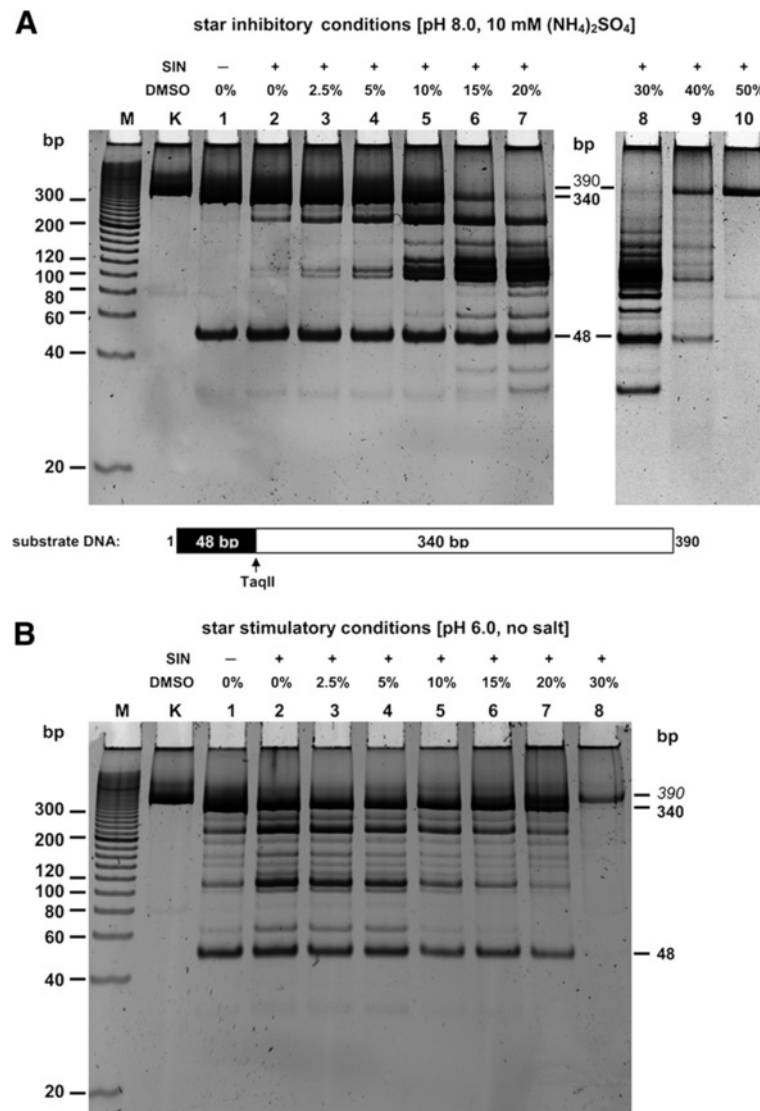 A
star inhibitory conditions [pH 8.0, 10 mM (NH4)2SO4]
SIN – + + + + + + + + +
DMSO 0% 0% 2.5% 5% 10% 15% 20% 30% 40% 50%
M K 1 2 3 4 5 6 7 8 9 10
bp bp
300 390
200 340
120
100
80
60
48
40
20
substrate DNA: 1 48 bp 340 bp 390
TaqII
B
star stimulatory conditions [pH 6.0, no salt]
SIN – + + + + + + +
DMSO 0% 0% 2.5% 5% 10% 15% 20% 30%
M K 1 2 3 4 5 6 7 8
bp bp
390
300 340
200
120
100
80
60
48
40
20